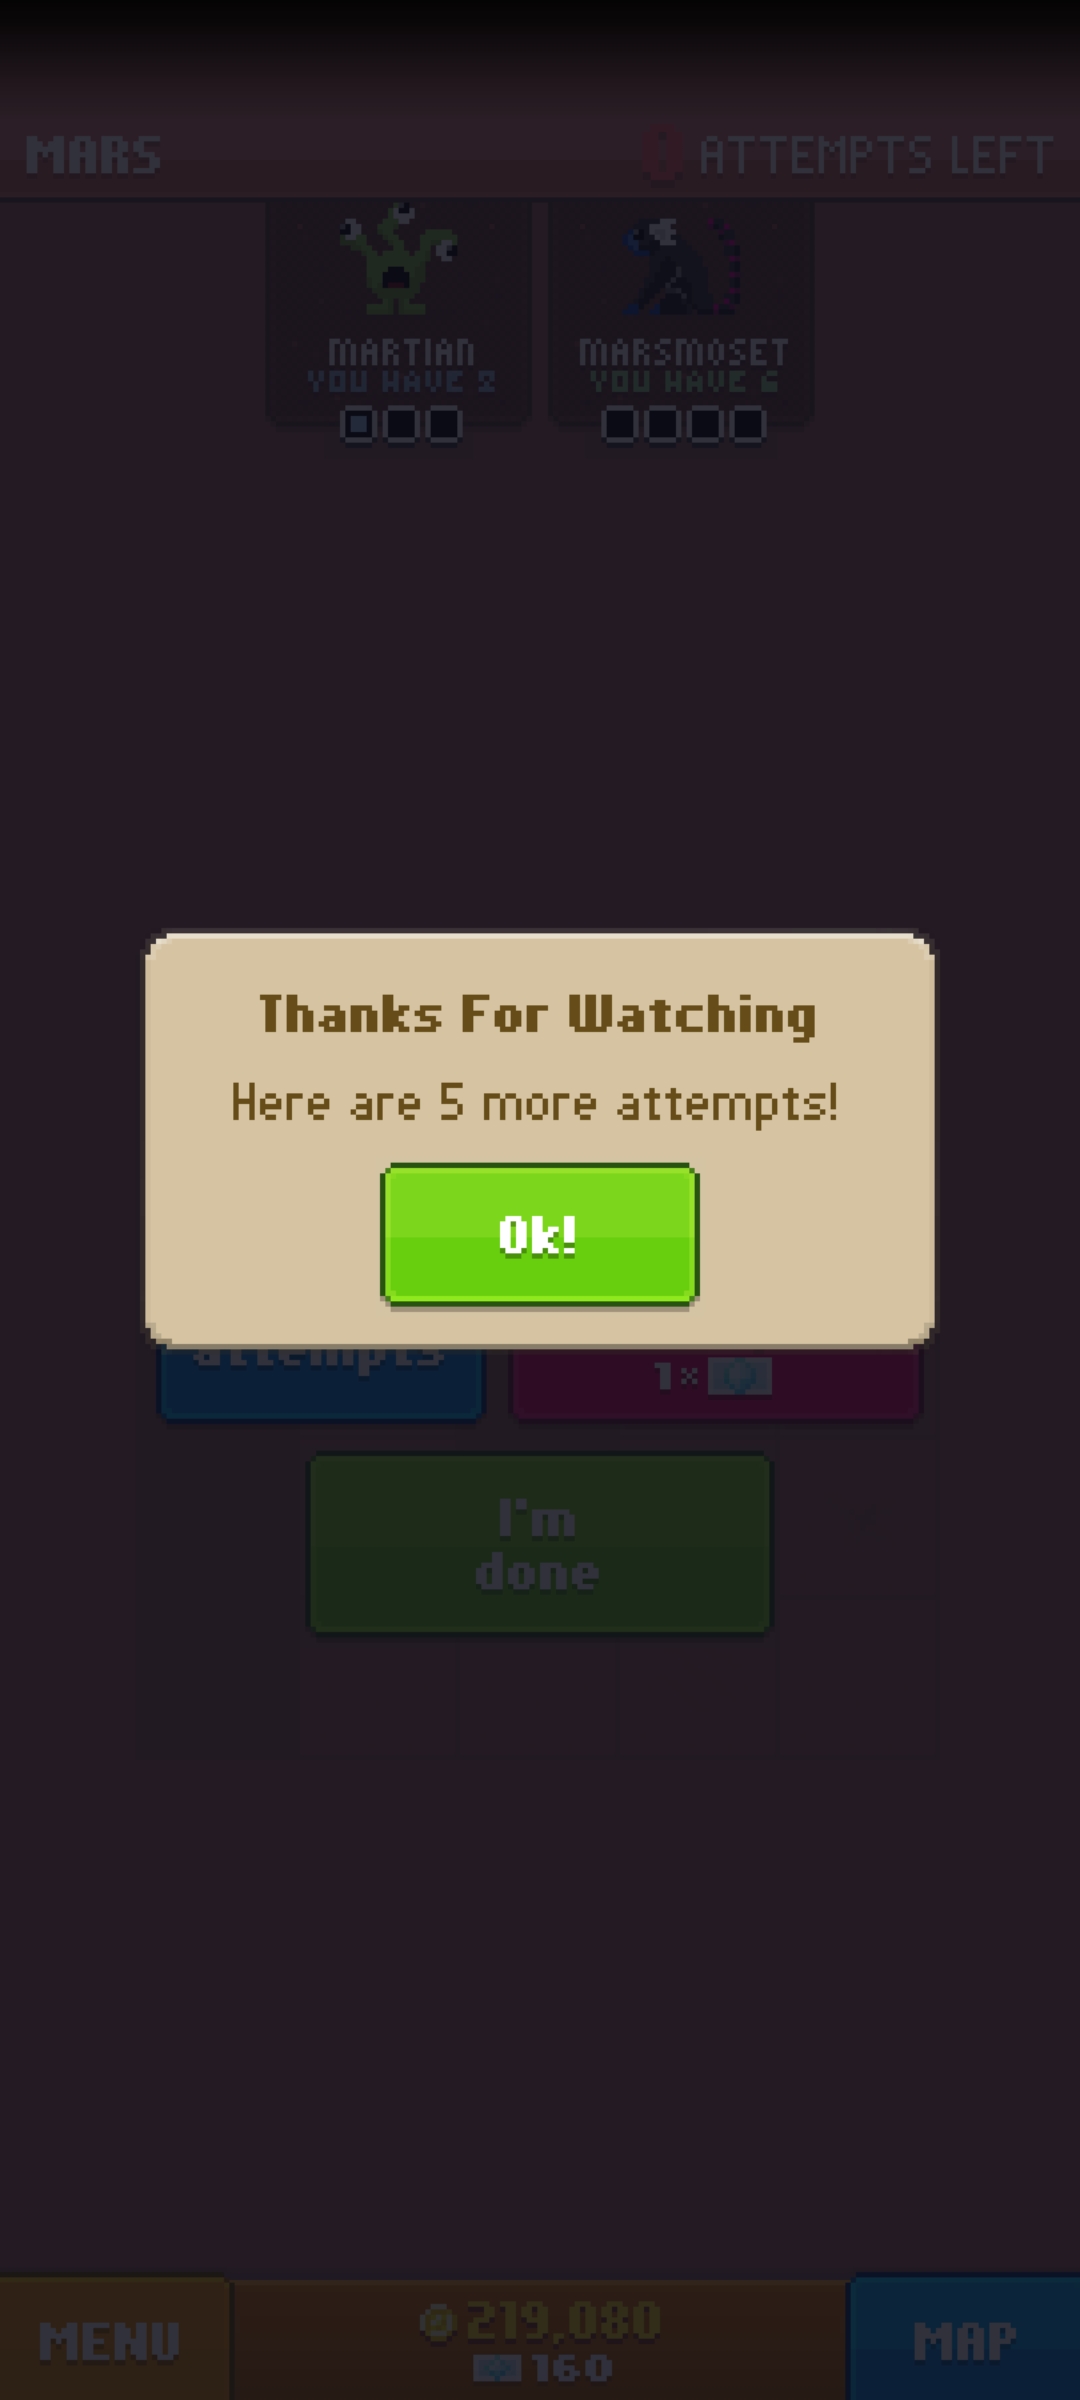 MARS
0 ATTEMPTS LEFT
MARTIAN
YOU HAVE 2
MARSMOSET
YOU HAVE 6
Thanks For Watching
Here are 5 more attempts!
Ok!
attempts
1×
I'm
done
MENU
219,080
160
MAP